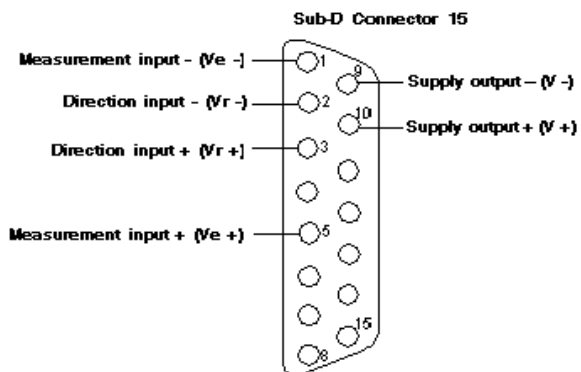 Sub-D Connector 15
Measurement input - (Ve -)
1
9
Supply output - (V -)
Direction input - (Vr -)
2
10
Supply output + (V +)
Direction input + (Vr +)
3
Measurement input + (Ve +)
5
15
8